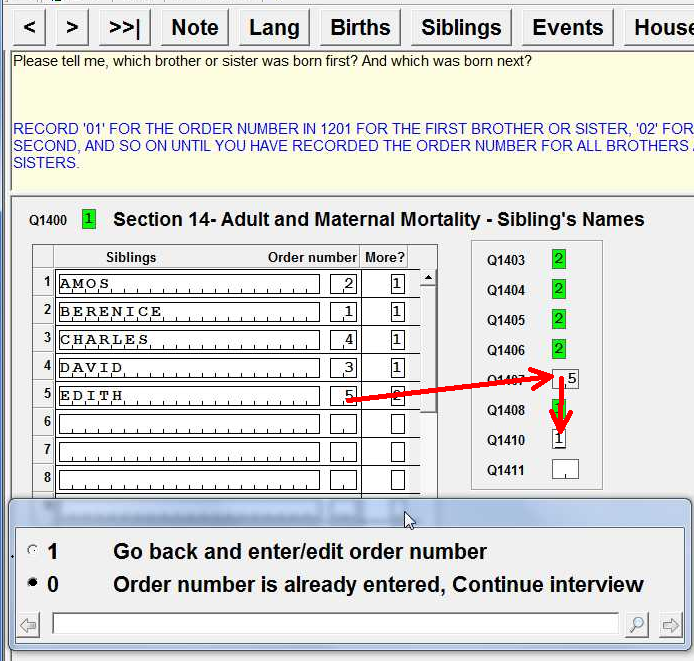 < > >>| Note Lang Births Siblings Events House
Please tell me, which brother or sister was born first? And which was born next?
RECORD '01' FOR THE ORDER NUMBER IN 1201 FOR THE FIRST BROTHER OR SISTER, '02' FOR
SECOND, AND SO ON UNTIL YOU HAVE RECORDED THE ORDER NUMBER FOR ALL BROTHERS
SISTERS.
Q1400 1 Section 14- Adult and Maternal Mortality - Sibling's Names
Siblings Order number More?
1 AMOS 2 1
2 BERENICE 1 1
3 CHARLES 4 1
4 DAVID 3 1
5 EDITH 5 2
6
7
8
Q1403 2
Q1404 2
Q1405 2
Q1406 2
Q1407 5
Q1408
Q1410 1
Q1411
1 Go back and enter/edit order number
0 Order number is already entered, Continue interview